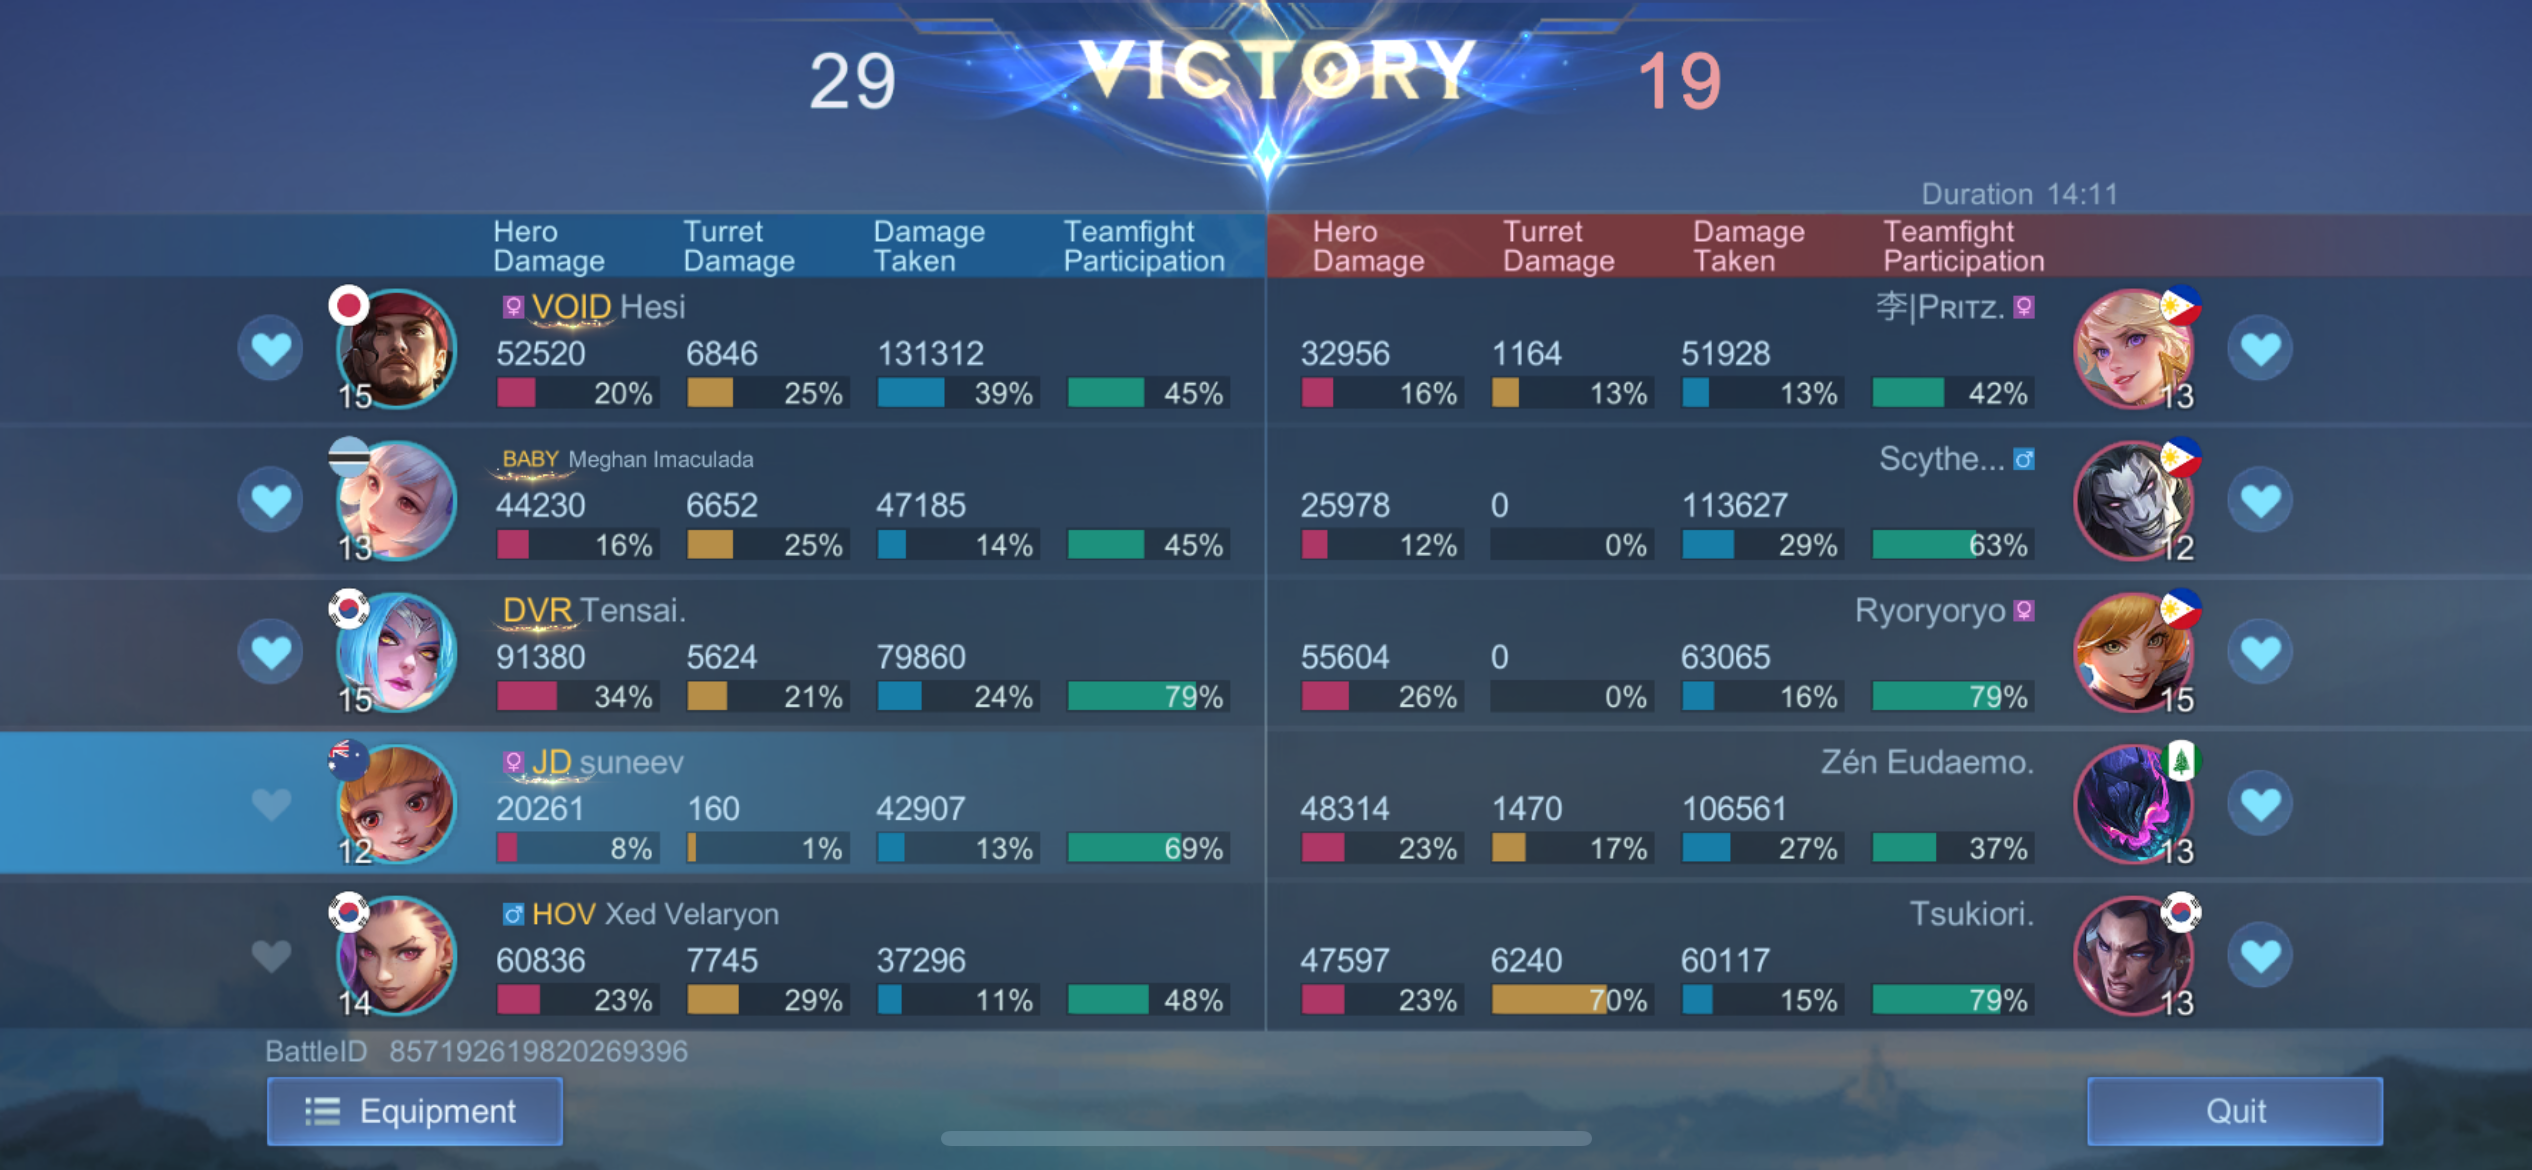 29 VICTORY 19
Duration 14:11
Hero Damage Turret Damage Damage Taken Teamfight Participation Hero Damage Turret Damage Damage Taken Teamfight Participation
VOID Hesi
52520 6846 131312
15 20% 25% 39% 45%
李|PRITZ.
32956 1164 51928
16% 13% 13% 42% 13
BABY Meghan Imaculada
44230 6652 47185
13 16% 25% 14% 45%
Scythe...
25978 0 113627
12% 0% 29% 63% 12
DVR Tensai.
91380 5624 79860
15 34% 21% 24% 79%
Ryoryoryo
55604 0 63065
26% 0% 16% 79% 15
JD suneev
20261 160 42907
12 8% 1% 13% 69%
Zén Eudaemo.
48314 1470 106561
23% 17% 27% 37% 13
HOV Xed Velaryon
60836 7745 37296
14 23% 29% 11% 48%
Tsukiori.
47597 6240 60117
23% 70% 15% 79% 13
BattleID 857192619820269396
Equipment
Quit